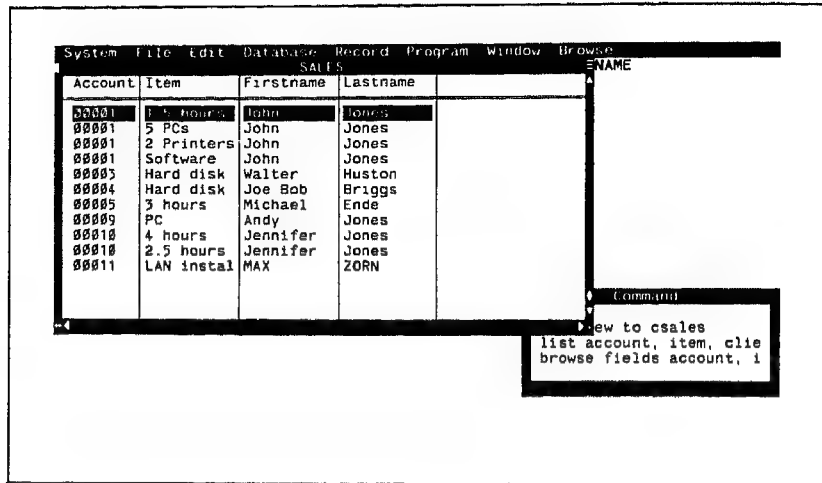 System File Edit Database Record Program Window Browse
SALES
NAME
Account Item Firstname Lastname
00001 hours John Jones
00001 5 PCs John Jones
00001 2 Printers John Jones
00001 Software John Jones
00003 Hard disk Walter Huston
00004 Hard disk Joe Bob Briggs
00005 3 hours Michael Ende
00009 PC Andy Jones
00010 4 hours Jennifer Jones
00010 2.5 hours Jennifer Jones
00011 LAN instal MAX ZORN
Command
ew to csales
list account, item, clie
browse fields account, i